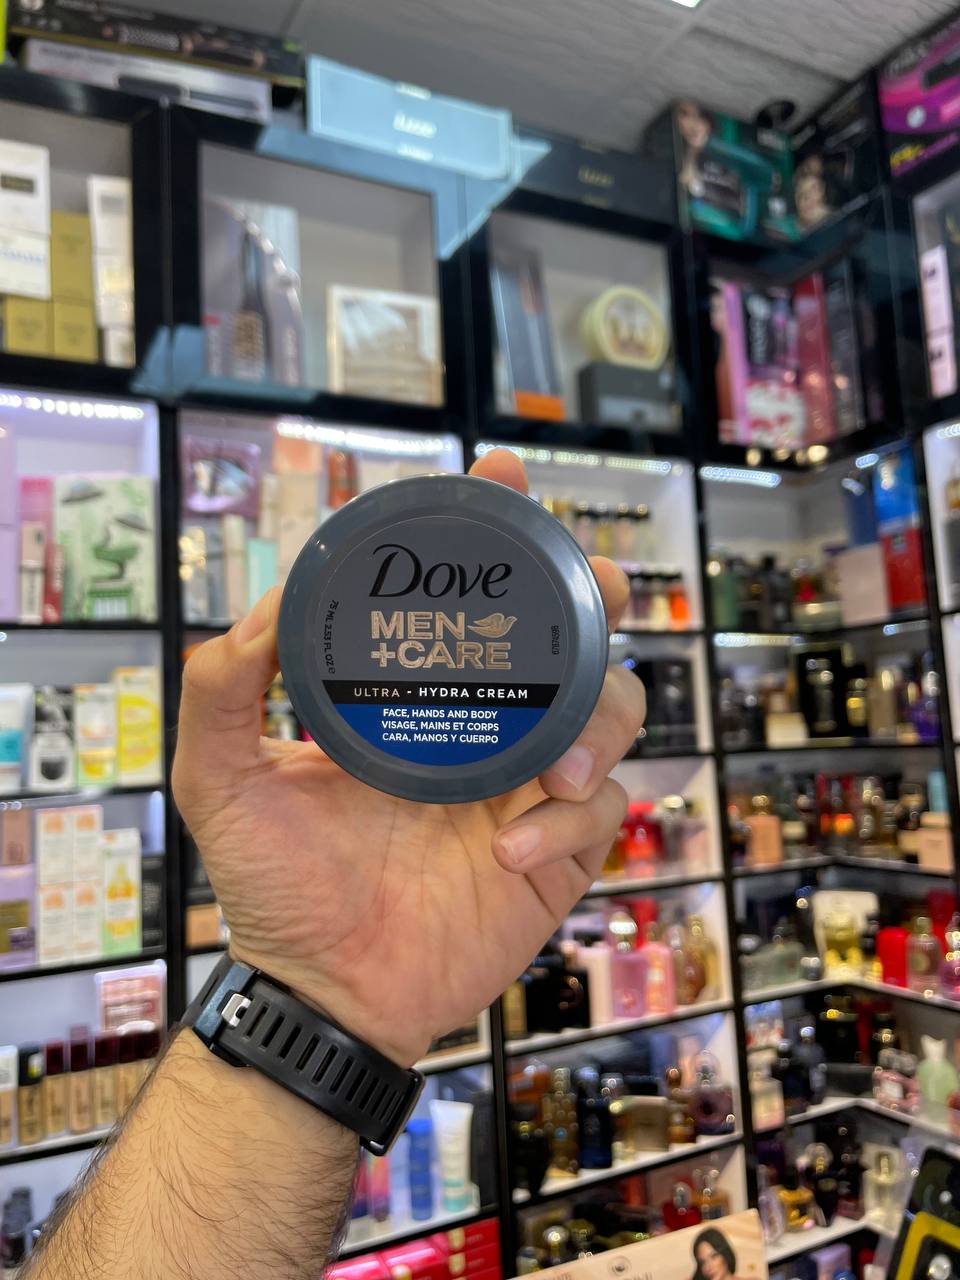 Dove
MEN
+CARE
ULTRA - HYDRA CREAM
FACE, HANDS AND BODY
VISAGE, MAINS ET CORPS
CARA, MANOS Y CUERPO
75 ML 2.53 FL.OZ e